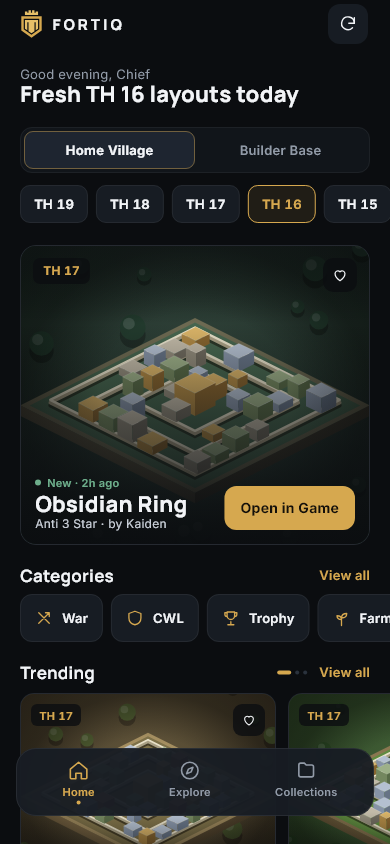 FORTIQ
Good evening, Chief
Fresh TH 16 layouts today
Home Village
Builder Base
TH 19
TH 18
TH 17
TH 16
TH 15
TH 17
New · 2h ago
Obsidian Ring
Anti 3 Star · by Kaiden
Open in Game
Categories
View all
War
CWL
Trophy
Farm
Trending
View all
TH 17
TH 17
Home
Explore
Collections